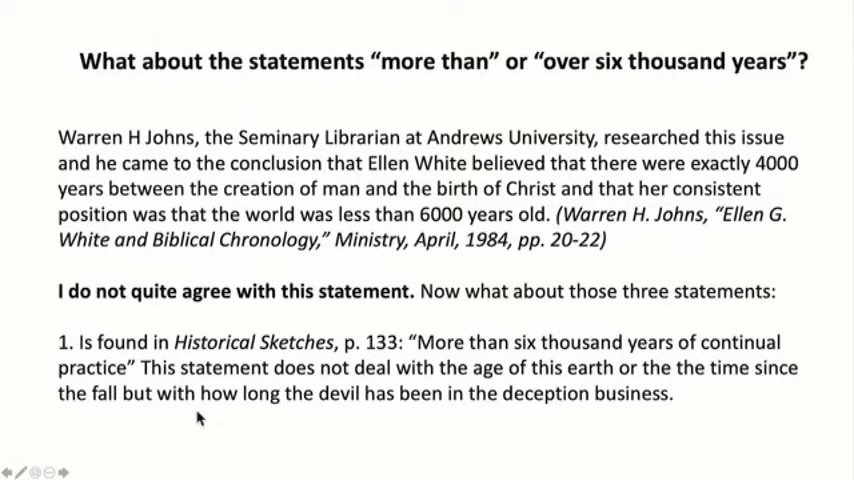 What about the statements “more than” or “over six thousand years”?
Warren H Johns, the Seminary Librarian at Andrews University, researched this issue
and he came to the conclusion that Ellen White believed that there were exactly 4000
years between the creation of man and the birth of Christ and that her consistent
position was that the world was less than 6000 years old. (Warren H. Johns, “Ellen G.
White and Biblical Chronology,” Ministry, April, 1984, pp. 20-22)
I do not quite agree with this statement. Now what about those three statements:
1. Is found in Historical Sketches, p. 133: “More than six thousand years of continual
practice” This statement does not deal with the age of this earth or the the time since
the fall but with how long the devil has been in the deception business.